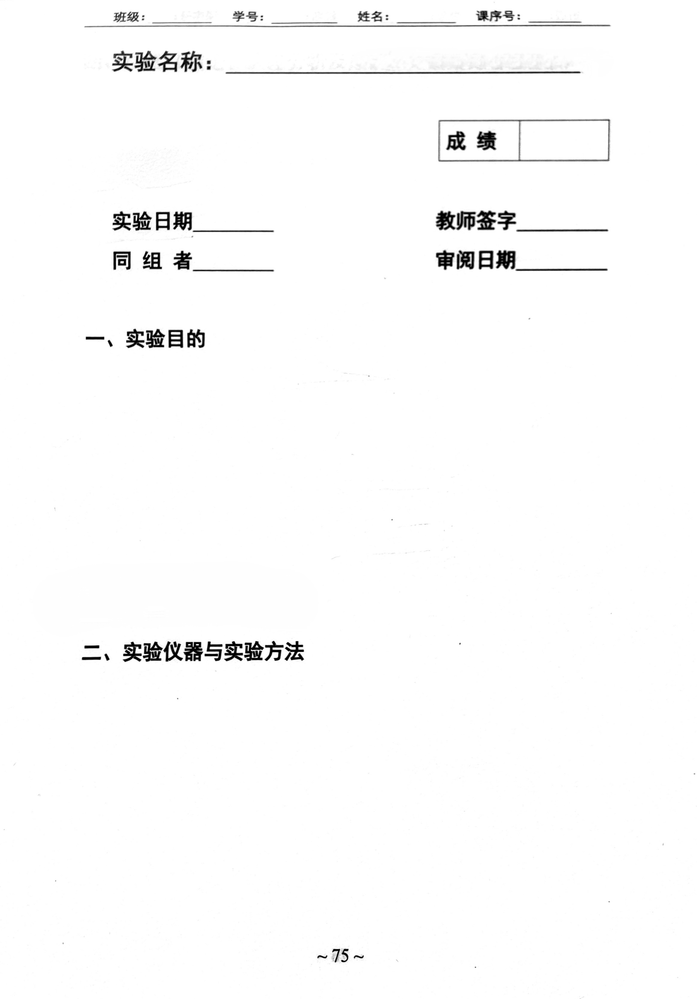 班级： 学号： 姓名： 课序号：
实验名称：
成 绩
实验日期 教师签字
同 组 者 审阅日期
一、实验目的
二、实验仪器与实验方法
~ 75 ~